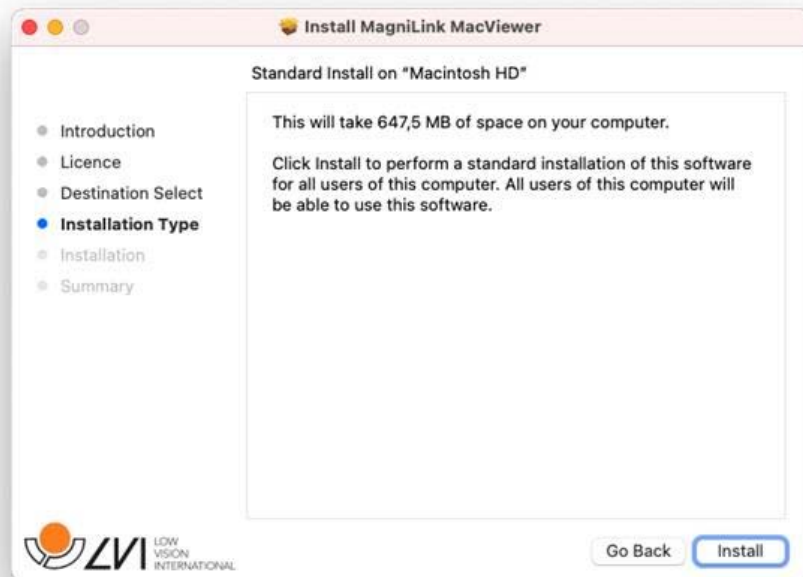 Install MagniLink MacViewer
Standard Install on “Macintosh HD”
Introduction
Licence
Destination Select
Installation Type
Installation
Summary
This will take 647,5 MB of space on your computer.
Click Install to perform a standard installation of this software
for all users of this computer. All users of this computer will
be able to use this software.
LVI
LOW
VISION
INTERNATIONAL
Go Back
Install